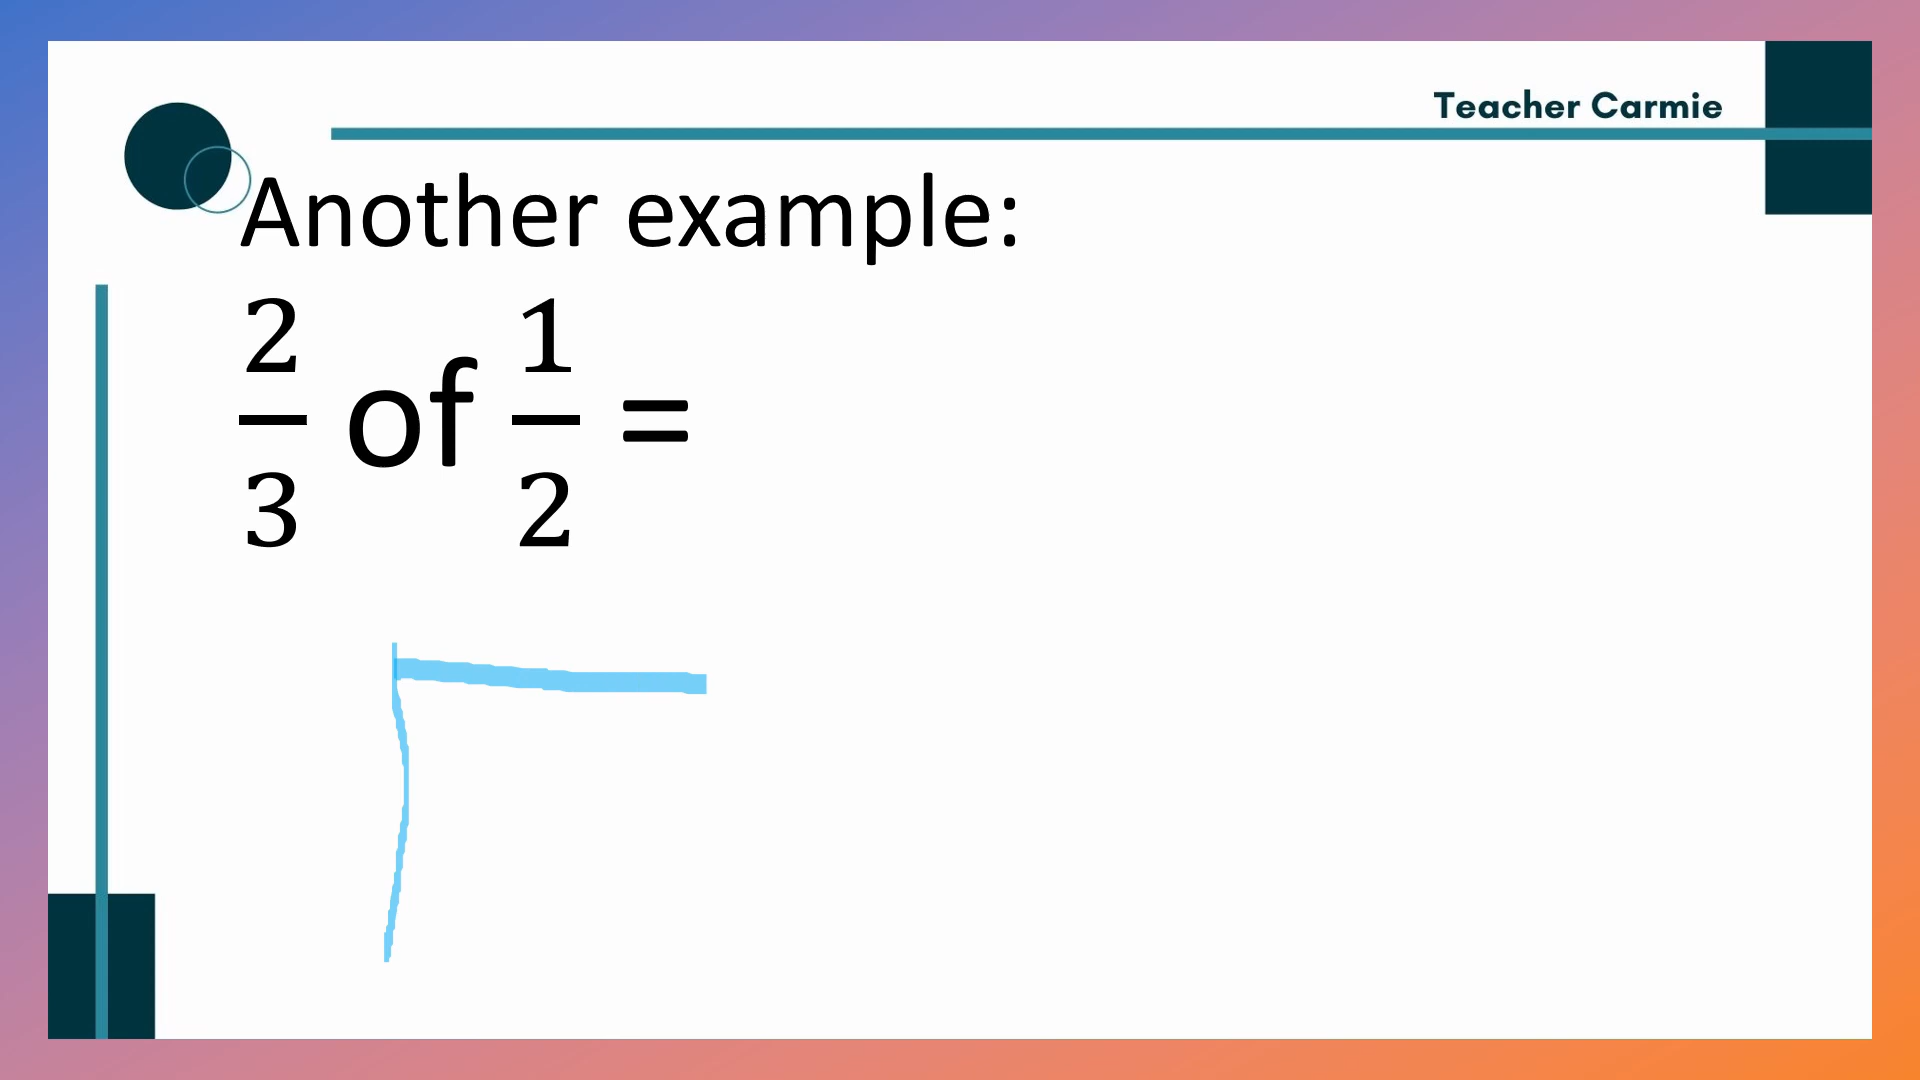 Teacher Carmie
Another example:
2/3 of 1/2 =